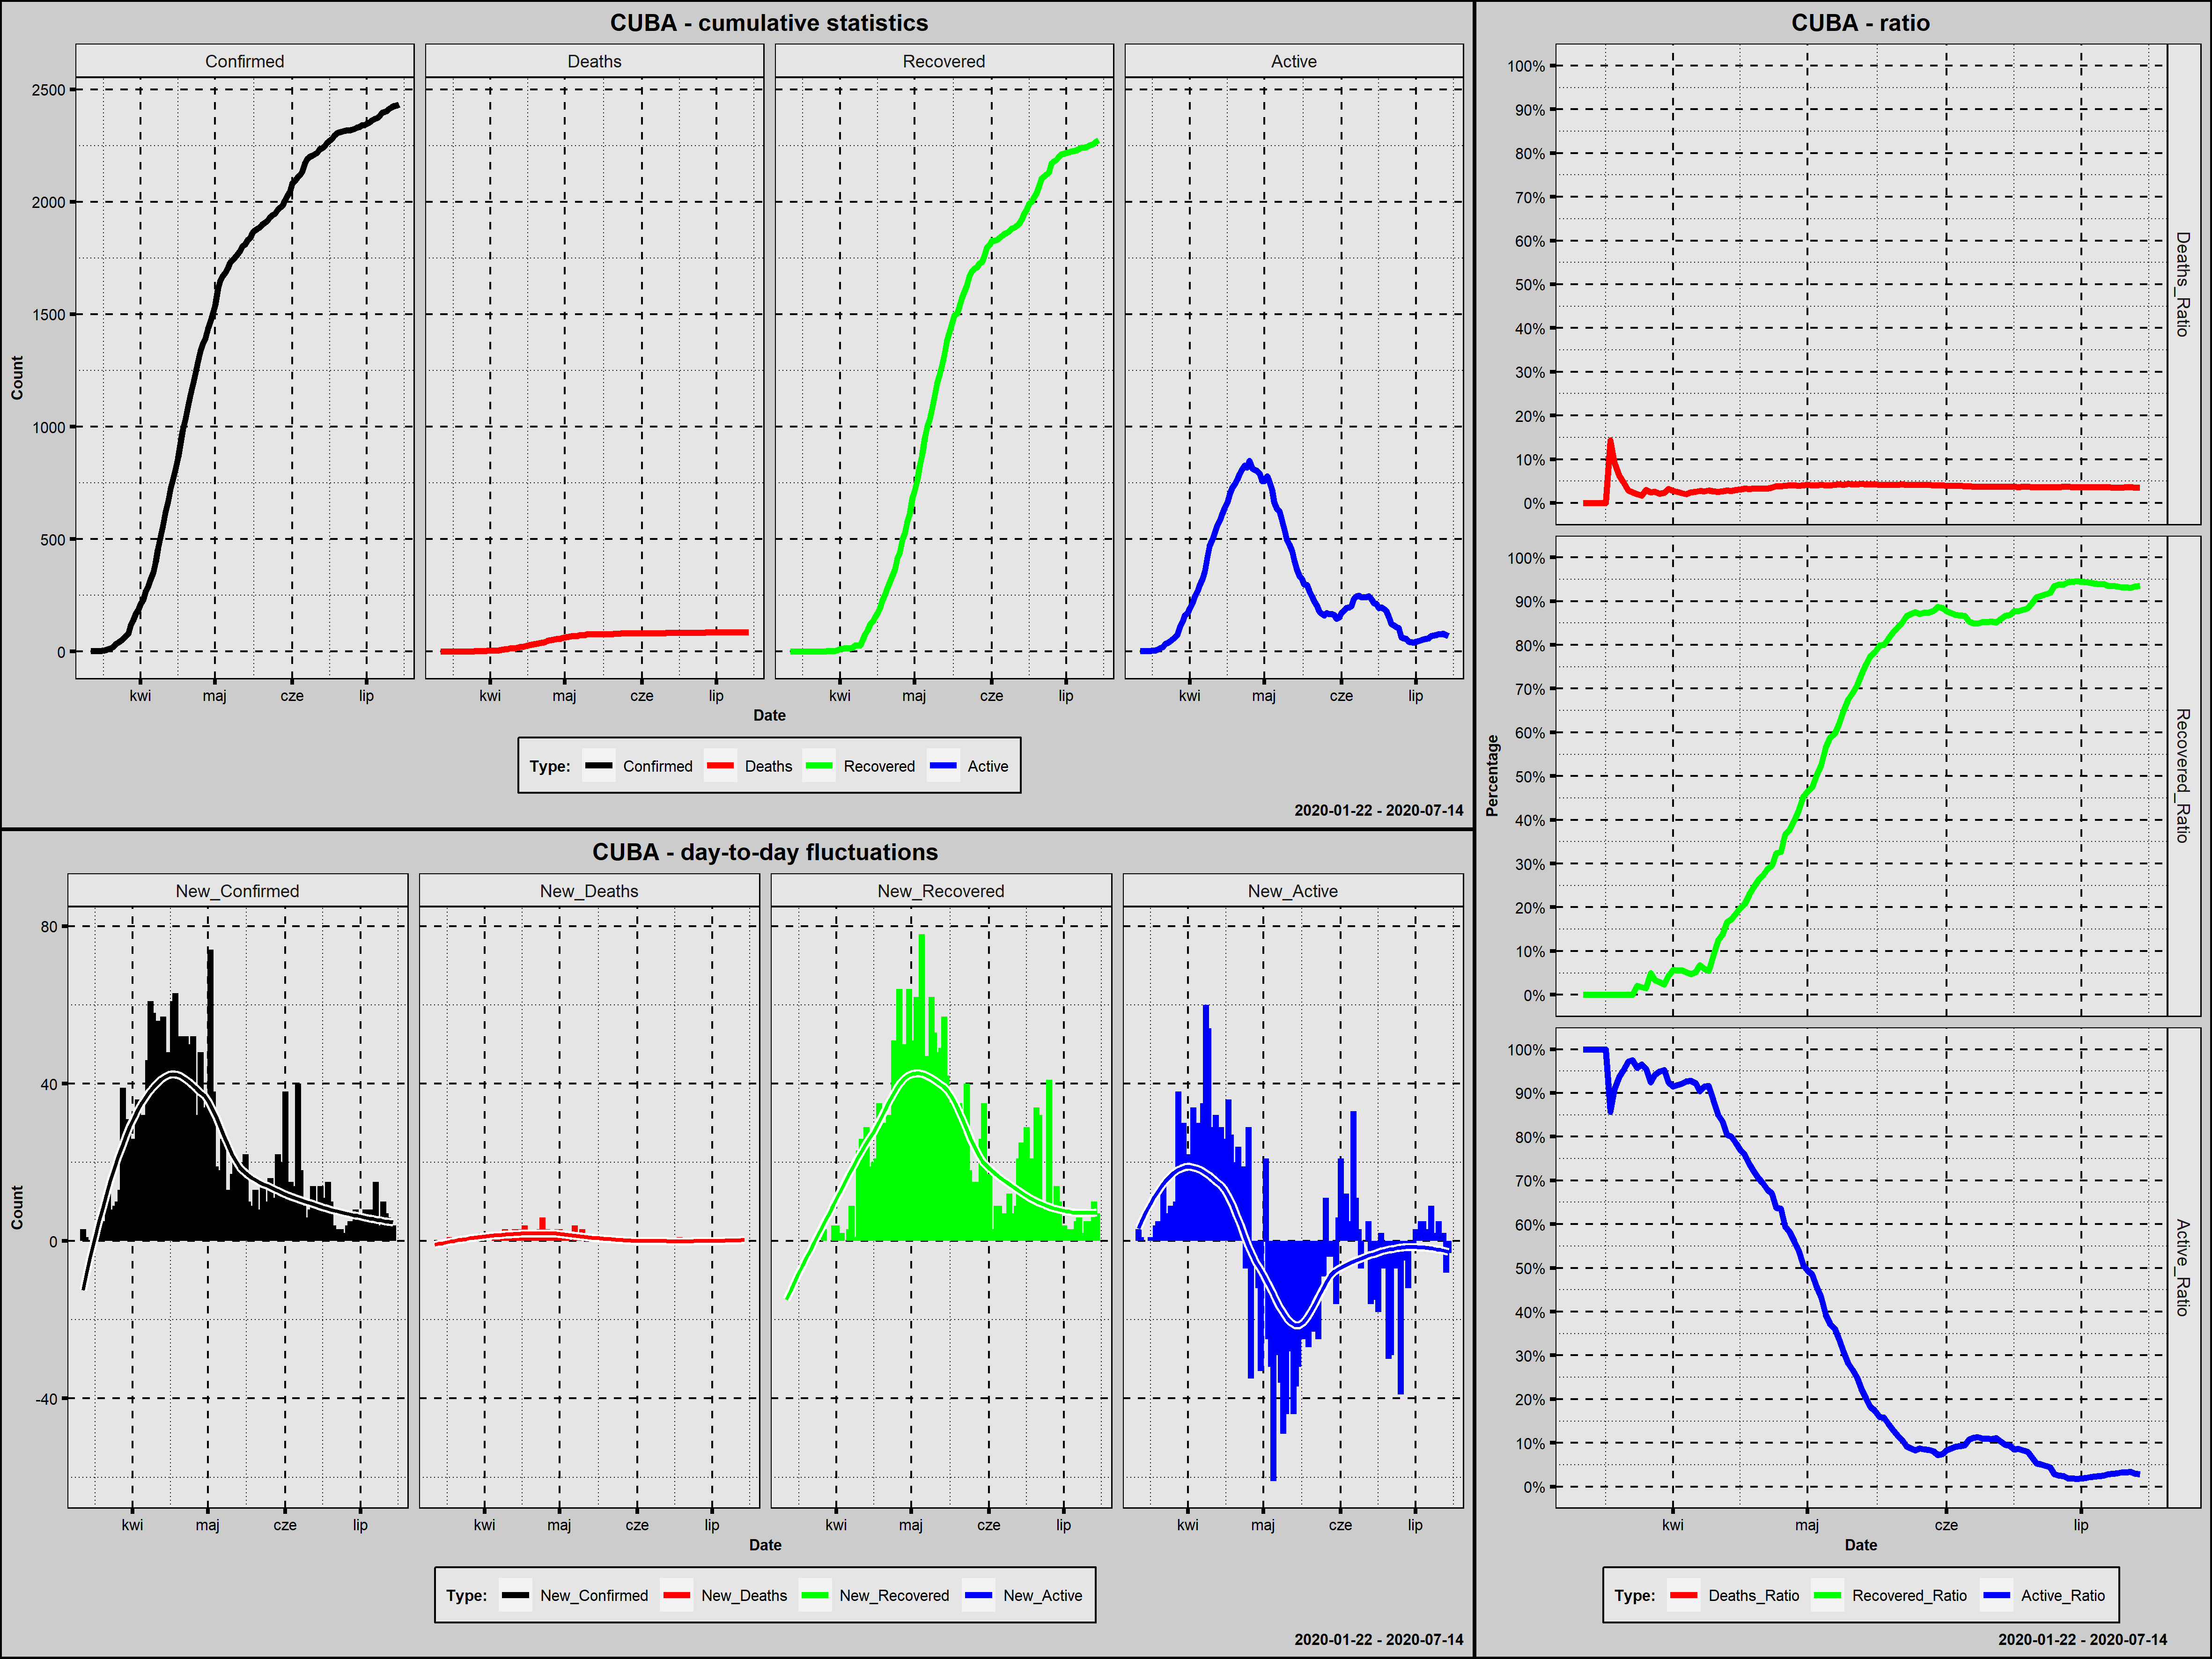 CUBA - cumulative statistics
Confirmed Deaths Recovered Active
Count
2500
2000
1500
1000
500
0
kwi maj cze lip kwi maj cze lip kwi maj cze lip kwi maj cze lip
Date
Type: Confirmed Deaths Recovered Active
2020-01-22 - 2020-07-14
CUBA - day-to-day fluctuations
New_Confirmed New_Deaths New_Recovered New_Active
Count
80
40
0
-40
kwi maj cze lip kwi maj cze lip kwi maj cze lip kwi maj cze lip
Date
Type: New_Confirmed New_Deaths New_Recovered New_Active
2020-01-22 - 2020-07-14
CUBA - ratio
Percentage
100%
90%
80%
70%
60%
50%
40%
30%
20%
10%
0%
Deaths_Ratio
100%
90%
80%
70%
60%
50%
40%
30%
20%
10%
0%
Recovered_Ratio
100%
90%
80%
70%
60%
50%
40%
30%
20%
10%
0%
Active_Ratio
kwi maj cze lip
Date
Type: Deaths_Ratio Recovered_Ratio Active_Ratio
2020-01-22 - 2020-07-14